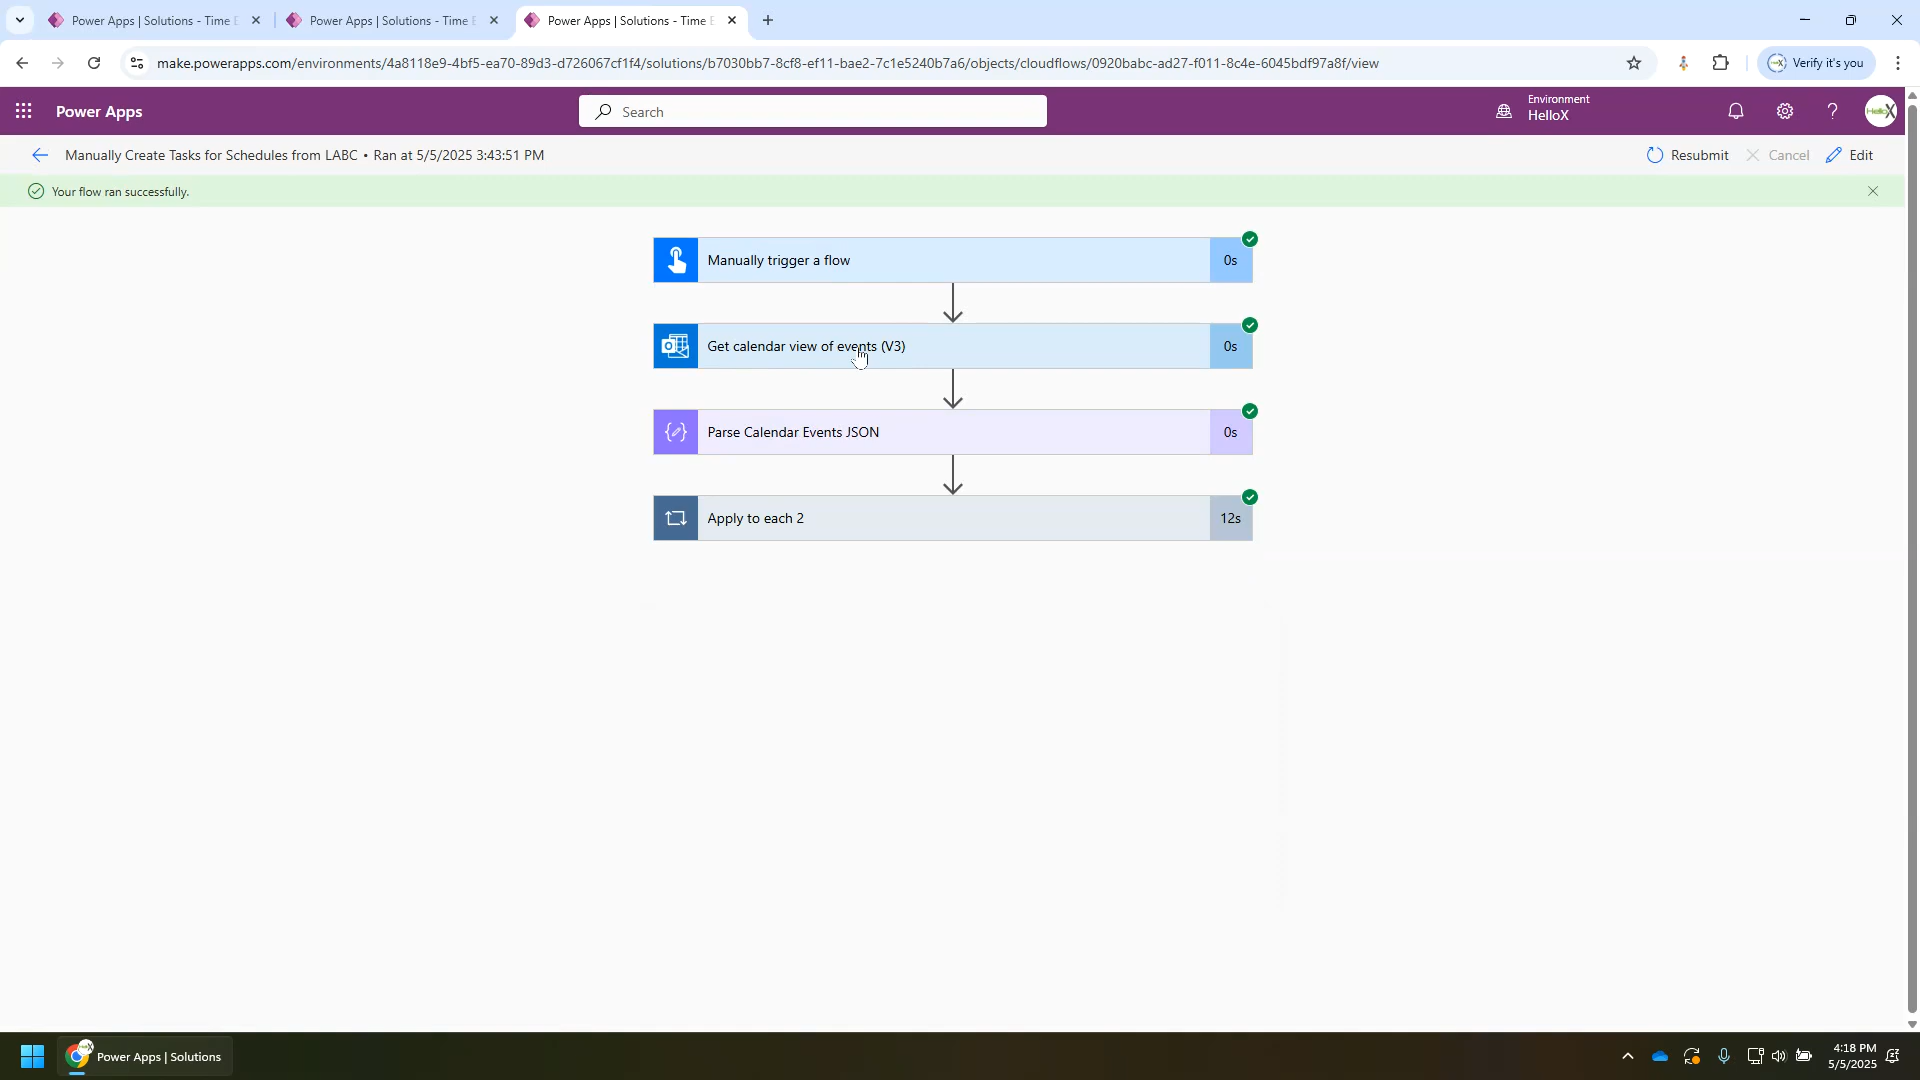 Power Apps | Solutions - Time E
Power Apps | Solutions - Time E
Power Apps | Solutions - Time E
make.powerapps.com/environments/4a8118e9-4bf5-ea70-89d3-d726067cf1f4/solutions/b7030bb7-8cf8-ef11-bae2-7c1e5240b7a6/objects/cloudflows/0920babc-ad27-f011-8c4e-6045bdf97a8f/view
Verify it's you
Power Apps
Search
Environment
HelloX
Manually Create Tasks for Schedules from LABC • Ran at 5/5/2025 3:43:51 PM
Resubmit
Cancel
Edit
Your flow ran successfully.
Manually trigger a flow
0s
Get calendar view of events (V3)
0s
Parse Calendar Events JSON
0s
Apply to each 2
12s
Power Apps | Solutions
4:18 PM
5/5/2025